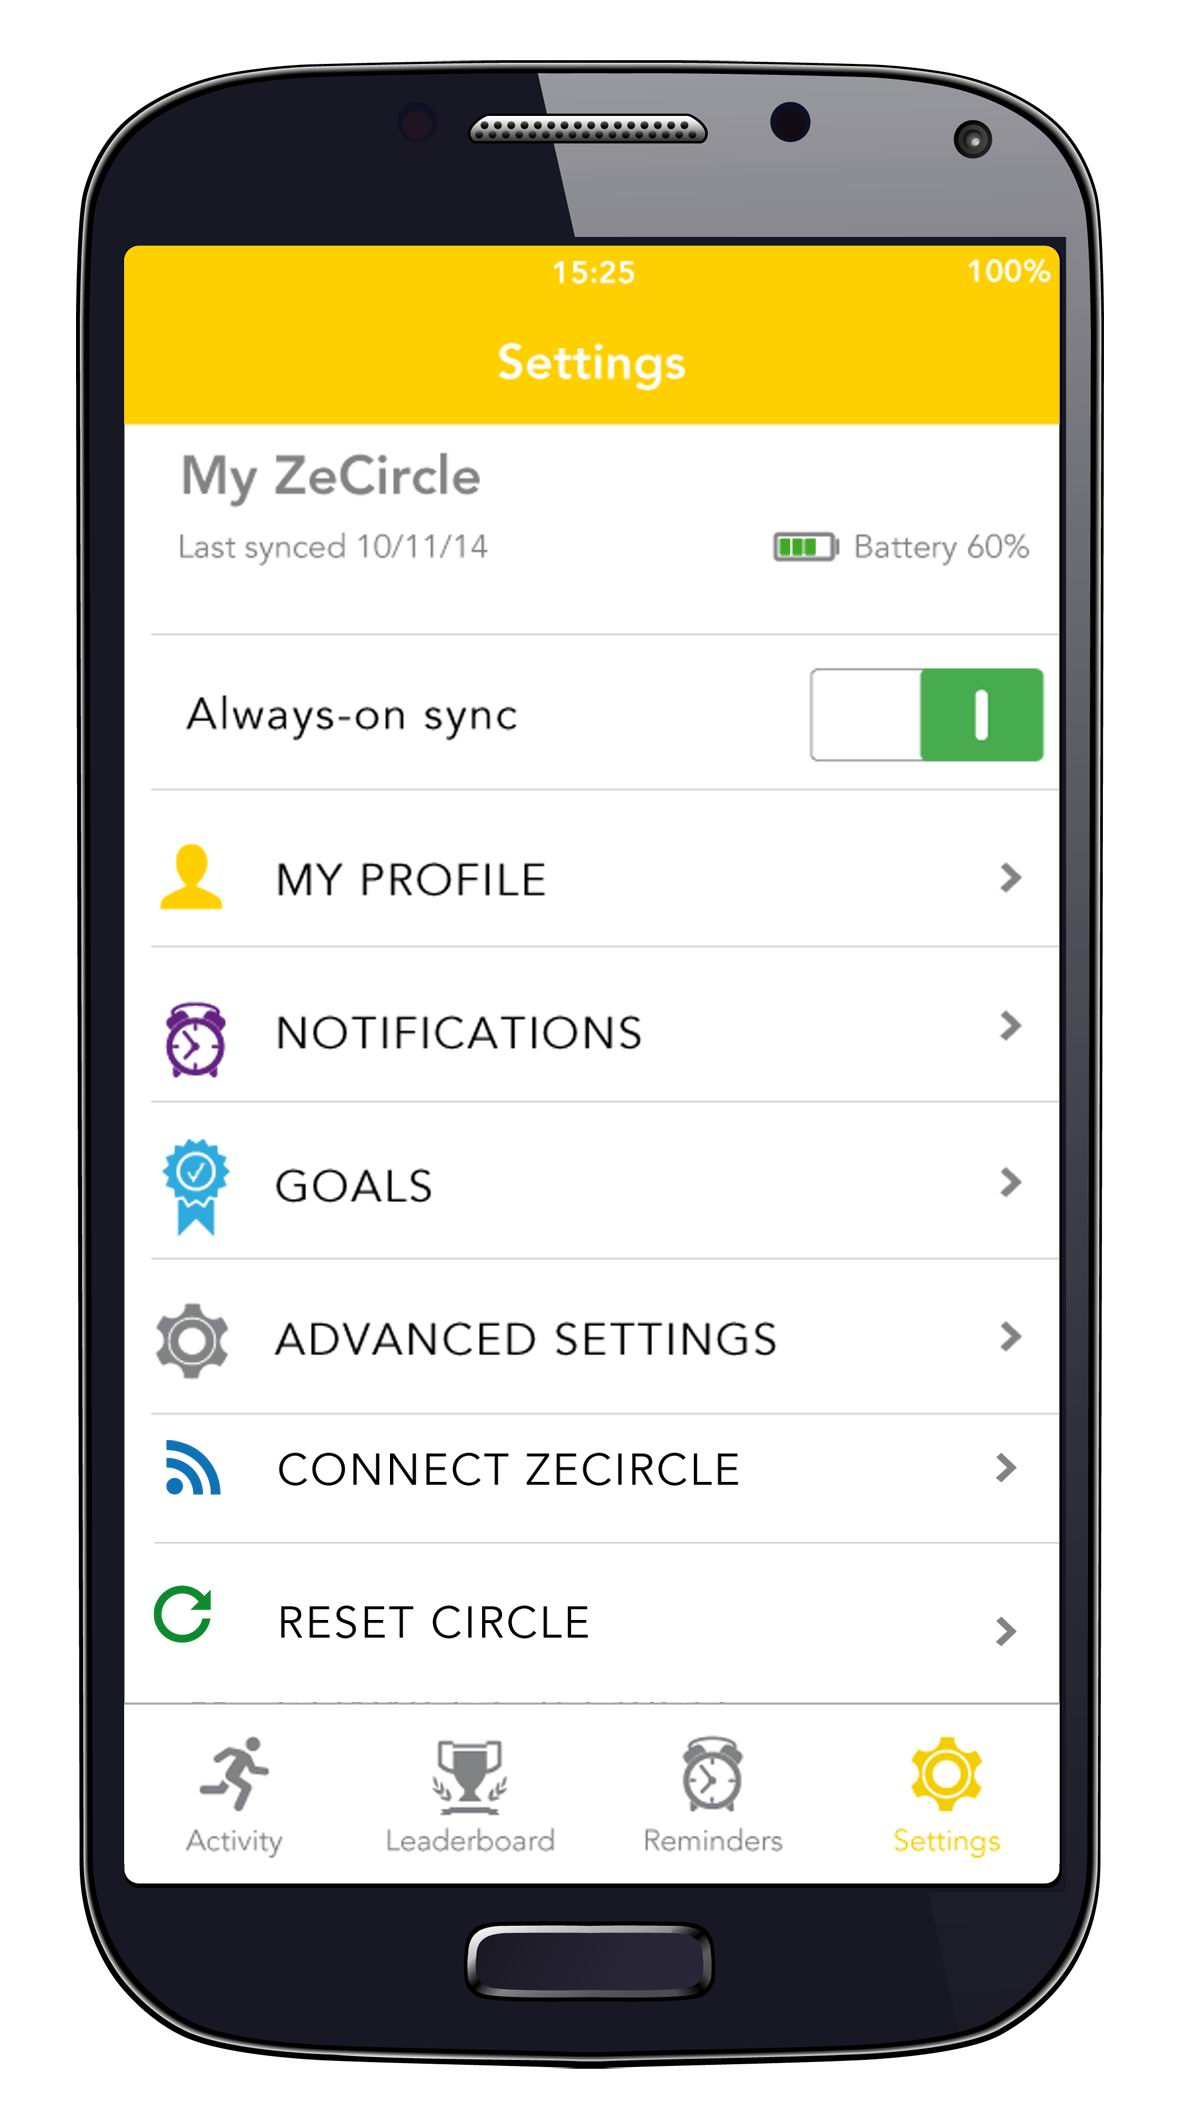 15:25 100%
Settings
My ZeCircle
Last synced 10/11/14 Battery 60%
Always-on sync
MY PROFILE
NOTIFICATIONS
GOALS
ADVANCED SETTINGS
CONNECT ZECIRCLE
RESET CIRCLE
Activity Leaderboard Reminders Settings